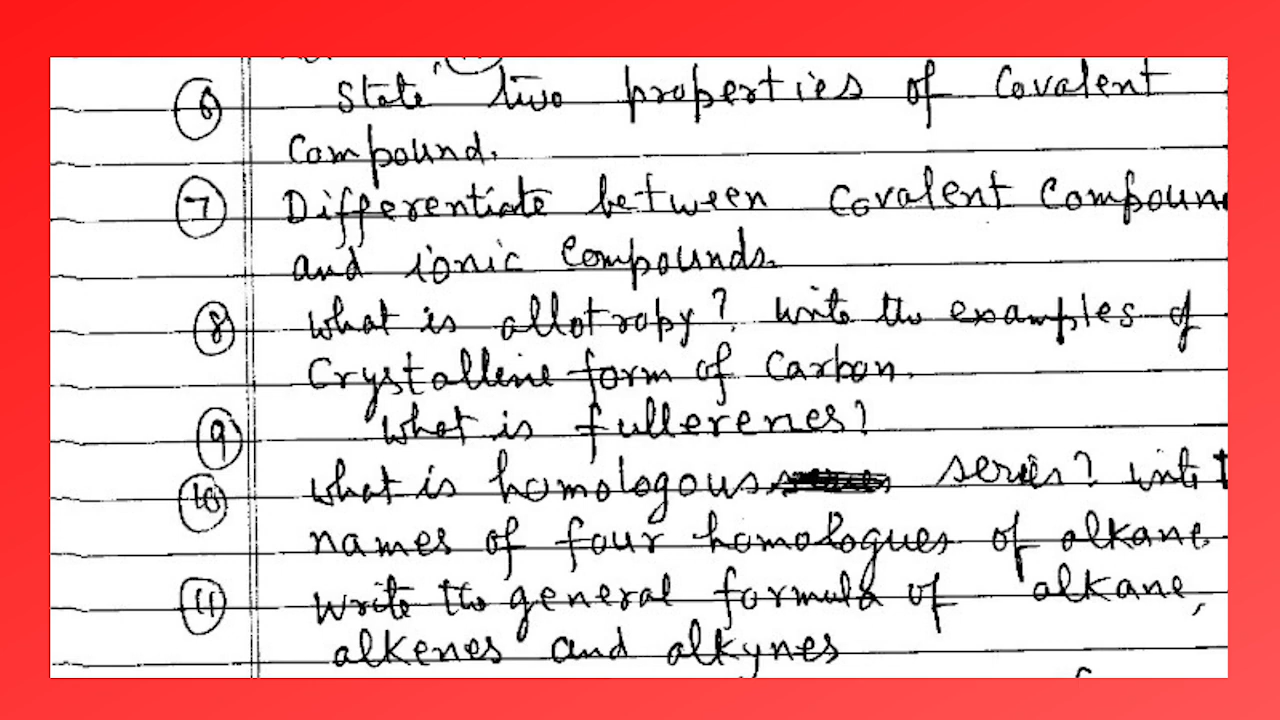 6 State two properties of Covalent
Compound.
7 Differentiate between Covalent Compoun
and ionic Compounds.
8 What is allotropy? Write the examples of
Crystalline form of Carbon.
9 What is fullerenes?
10 What is homologous series? Write t
names of four homologues of alkane
11 Write the general formula of alkane,
alkenes and alkynes